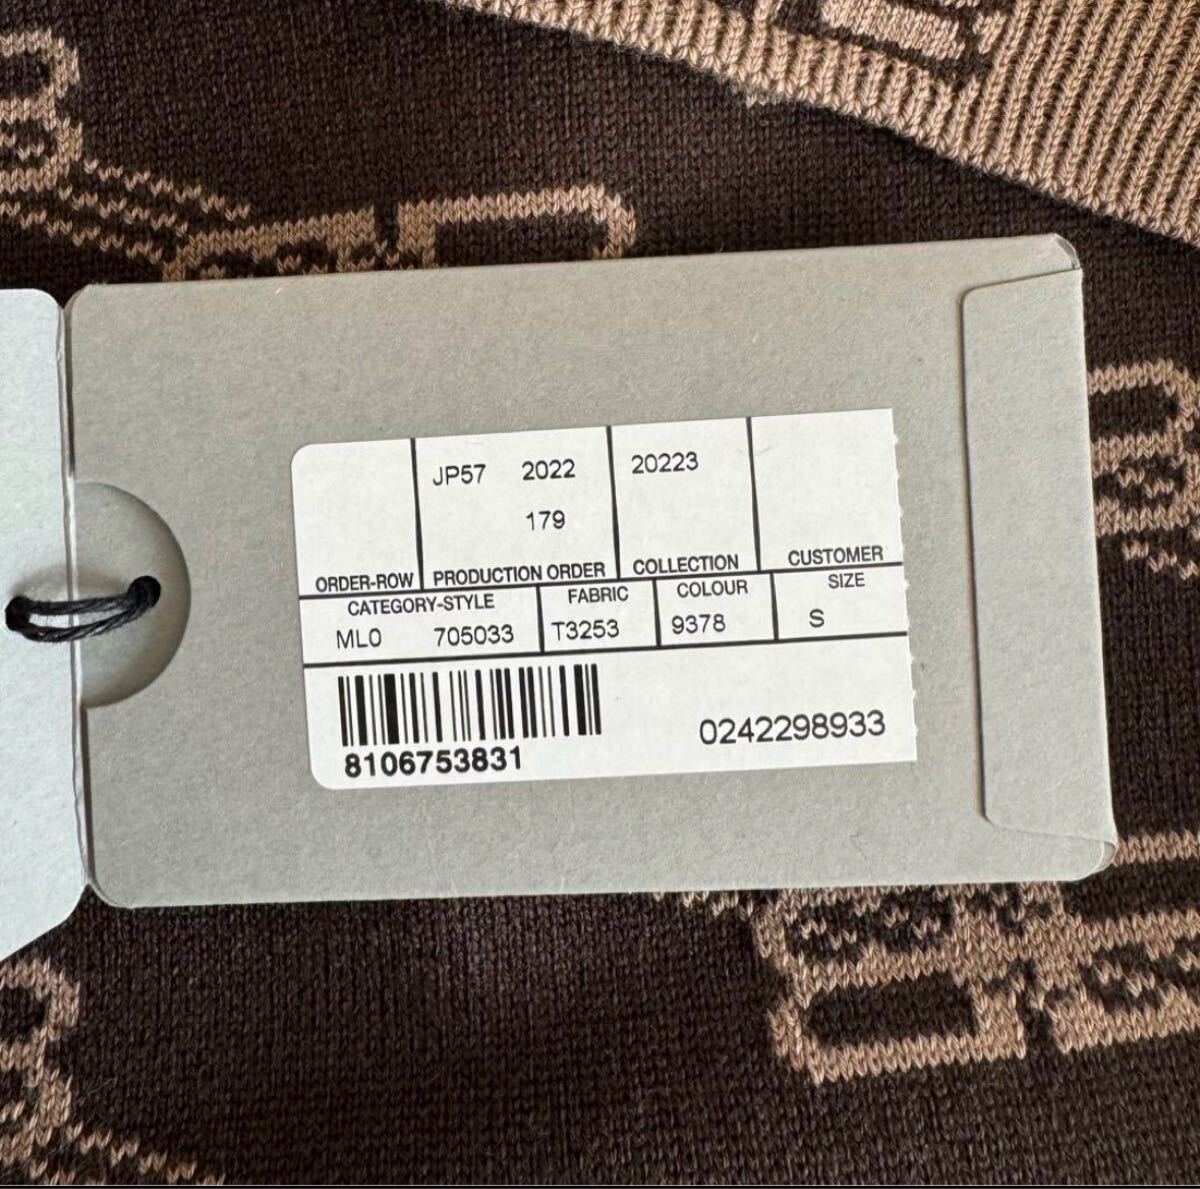 JP57 2022 20223
179
ORDER-ROW PRODUCTION ORDER COLLECTION CUSTOMER
CATEGORY-STYLE FABRIC COLOUR SIZE
ML0 705033 T3253 9378 S
8106753831 0242298933